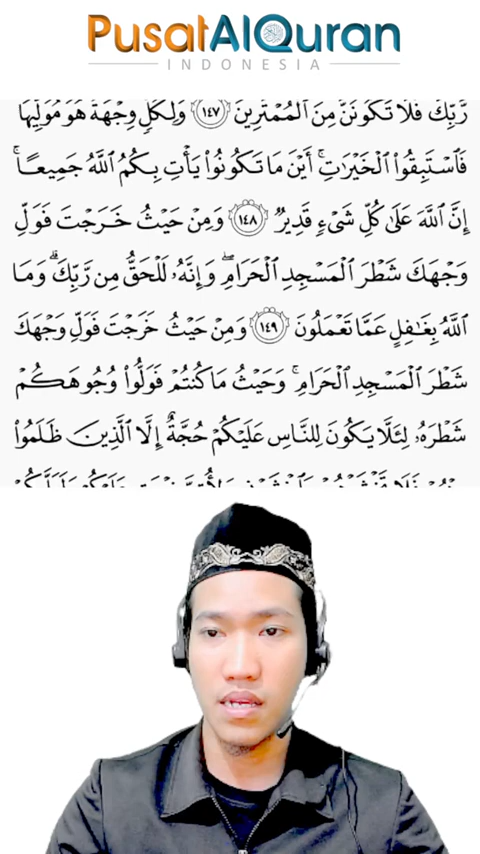 PusatAlQuran
INDONESIA
رَّبِّكَ فَلَا تَكُونَنَّ مِنَ ٱلْمُمْتَرِينَ ١٤٧ وَلِكُلٍّ وِجْهَةٌ هُوَ مُوَلِّيهَا
فَٱسْتَبِقُوا۟ ٱلْخَيْرَٰتِ ۚ أَيْنَ مَا تَكُونُوا۟ يَأْتِ بِكُمُ ٱللَّهُ جَمِيعًا ۚ
إِنَّ ٱللَّهَ عَلَىٰ كُلِّ شَىْءٍ قَدِيرٌ ١٤٨ وَمِنْ حَيْثُ خَرَجْتَ فَوَلِّ
وَجْهَكَ شَطْرَ ٱلْمَسْجِدِ ٱلْحَرَامِ ۖ وَإِنَّهُۥ لَلْحَقُّ مِن رَّبِّكَ ۗ وَمَا
ٱللَّهُ بِغَٰفِلٍ عَمَّا تَعْمَلُونَ ١٤٩ وَمِنْ حَيْثُ خَرَجْتَ فَوَلِّ وَجْهَكَ
شَطْرَ ٱلْمَسْجِدِ ٱلْحَرَامِ ۚ وَحَيْثُ مَا كُنتُمْ فَوَلُّوا۟ وُجُوهَكُمْ
شَطْرَهُۥ لِئَلَّا يَكُونَ لِلنَّاسِ عَلَيْكُمْ حُجَّةٌ إِلَّا ٱلَّذِينَ ظَلَمُوا۟